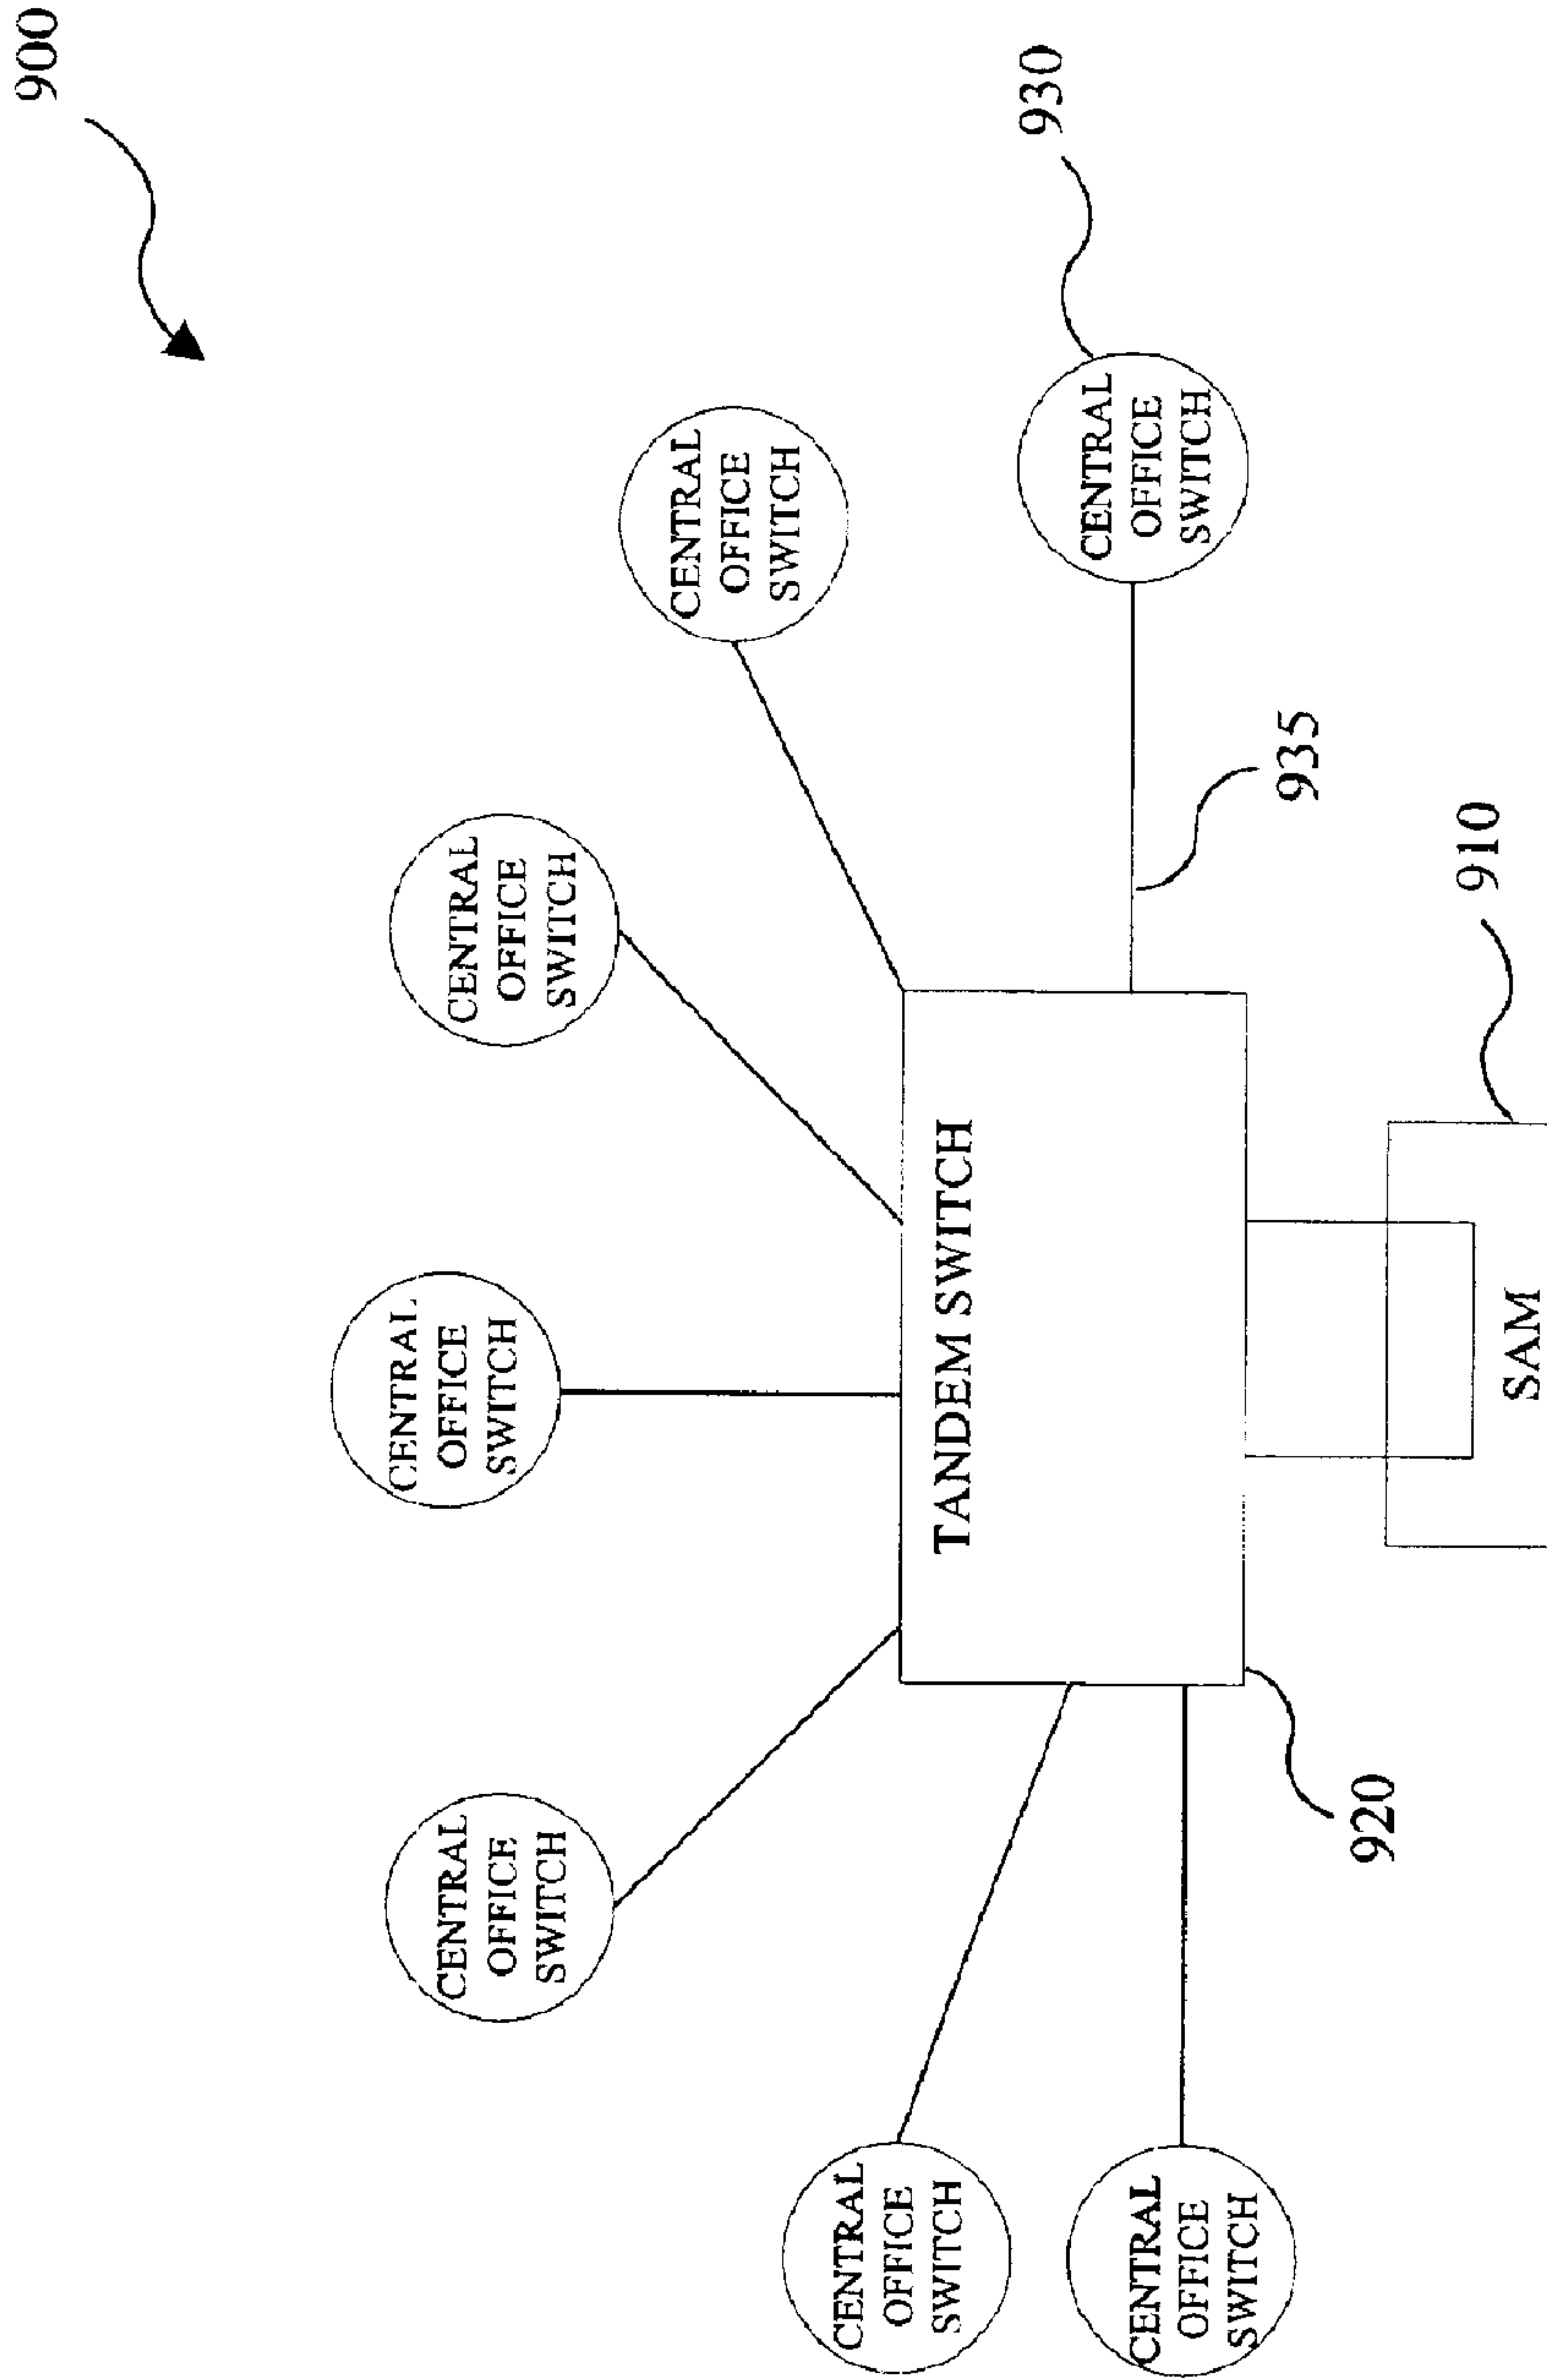 900
CENTRAL
OFFICE
SWITCH
CENTRAL
OFFICE
SWITCH
CENTRAL
OFFICE
SWITCH
CENTRAL
OFFICE
SWITCH
CENTRAL
OFFICE
SWITCH
CENTRAL
OFFICE
SWITCH
CENTRAL
OFFICE
SWITCH
930
TANDEM SWITCH
935
920
910
SAM